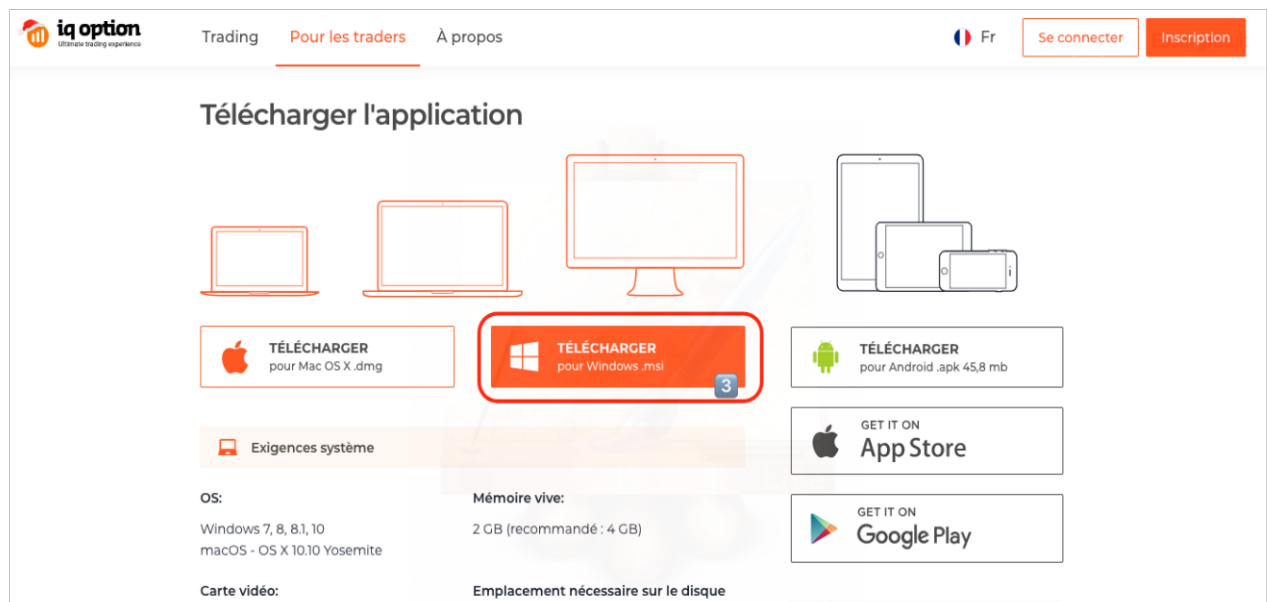 iq option
Ultimate trading experience
Trading
Pour les traders
À propos
Fr
Se connecter
Inscription
Télécharger l'application
TÉLÉCHARGER
pour Mac OS X .dmg
TÉLÉCHARGER
pour Windows .msi
3
TÉLÉCHARGER
pour Android .apk 45,8 mb
GET IT ON
App Store
GET IT ON
Google Play
Exigences système
OS:
Windows 7, 8, 8.1, 10
macOS - OS X 10.10 Yosemite
Mémoire vive:
2 GB (recommandé : 4 GB)
Carte vidéo:
Emplacement nécessaire sur le disque